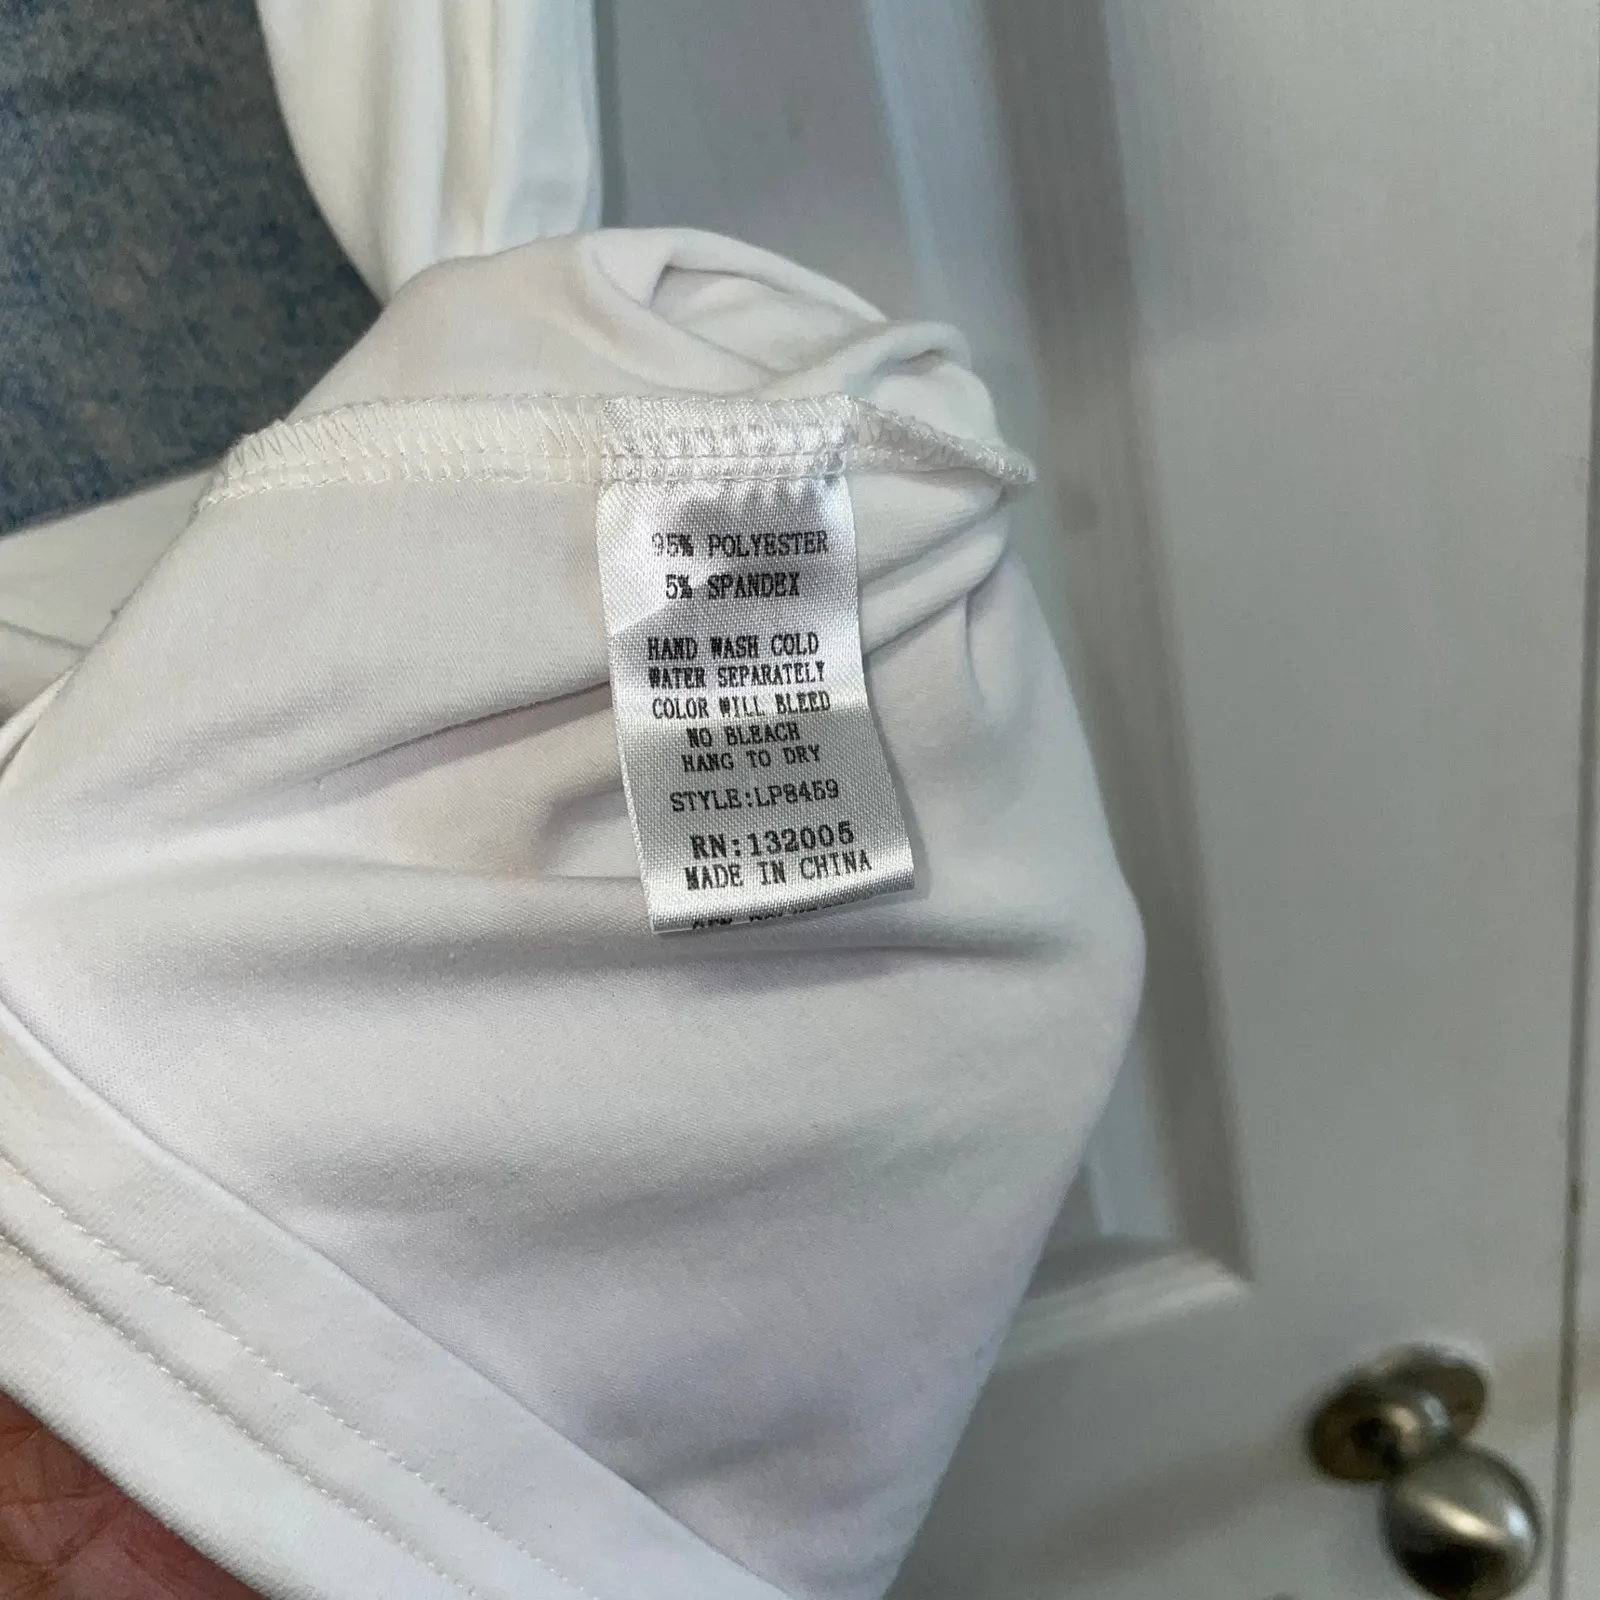 95% POLYESTER
5% SPANDEX
HAND WASH COLD
WATER SEPARATELY
COLOR WILL BLEED
NO BLEACH
HANG TO DRY
STYLE:LP8459
RN:132005
MADE IN CHINA